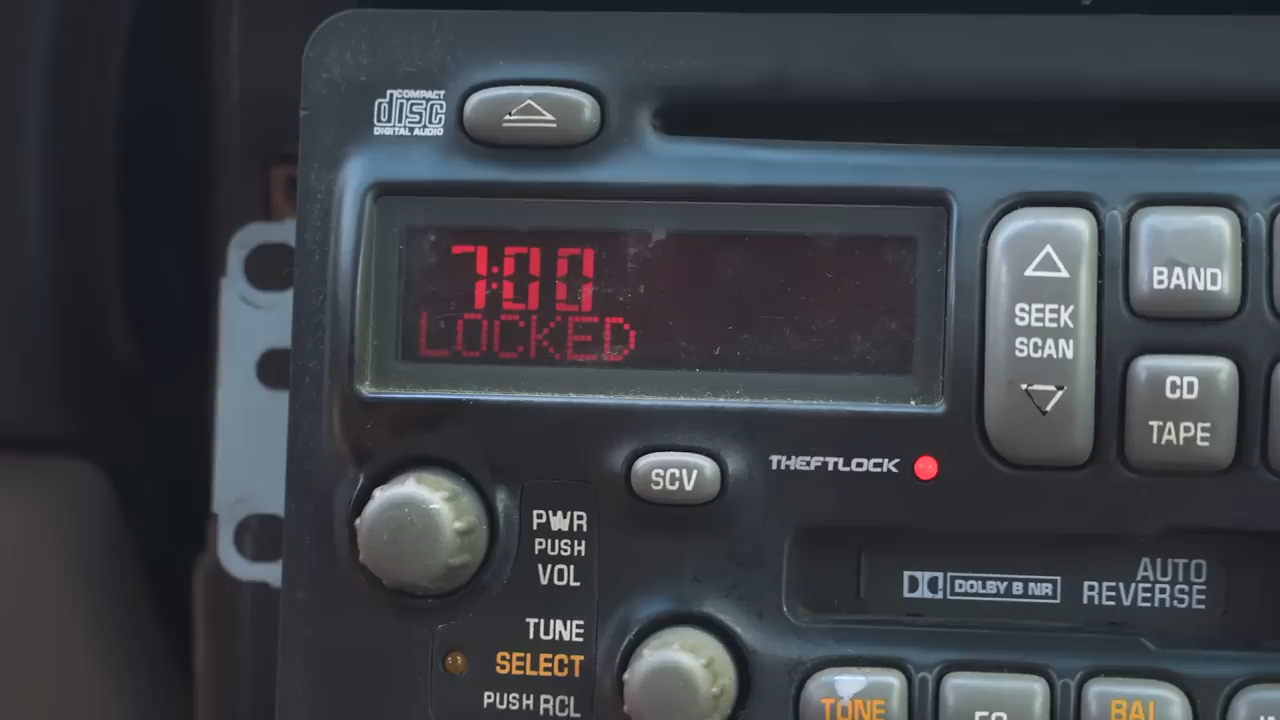 COMPACT
disc
DIGITAL AUDIO
7:00
LOCKED
SEEK
SCAN
BAND
CD
TAPE
SCV
THEFTLOCK
PWR
PUSH
VOL
DOLBY B NR
AUTO
REVERSE
TUNE
SELECT
PUSH RCL
TONE
EQ
BAL